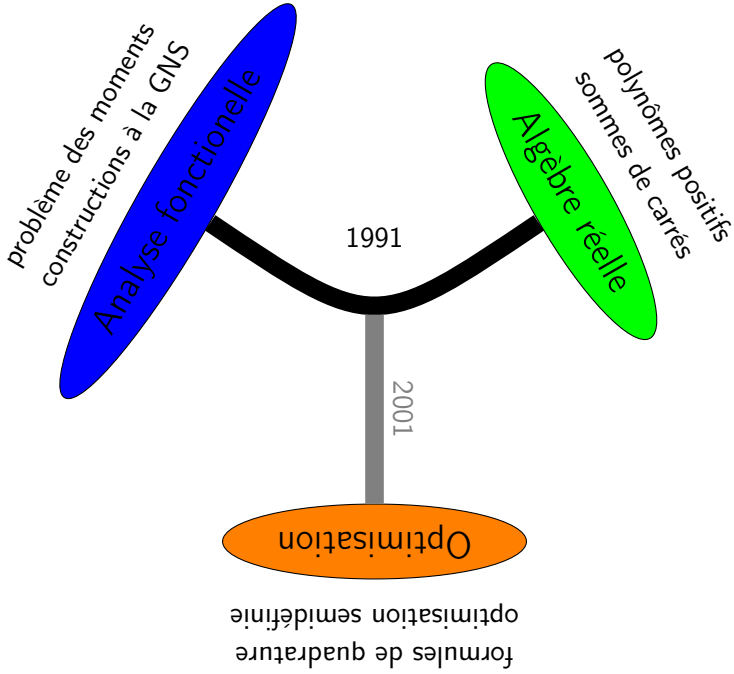 problème des moments
constructions à la GNS
Analyse fonctionelle
polynômes positifs
sommes de carrés
Algèbre réelle
1991
2001
Optimisation
optimisation semidéfinie
formules de quadrature